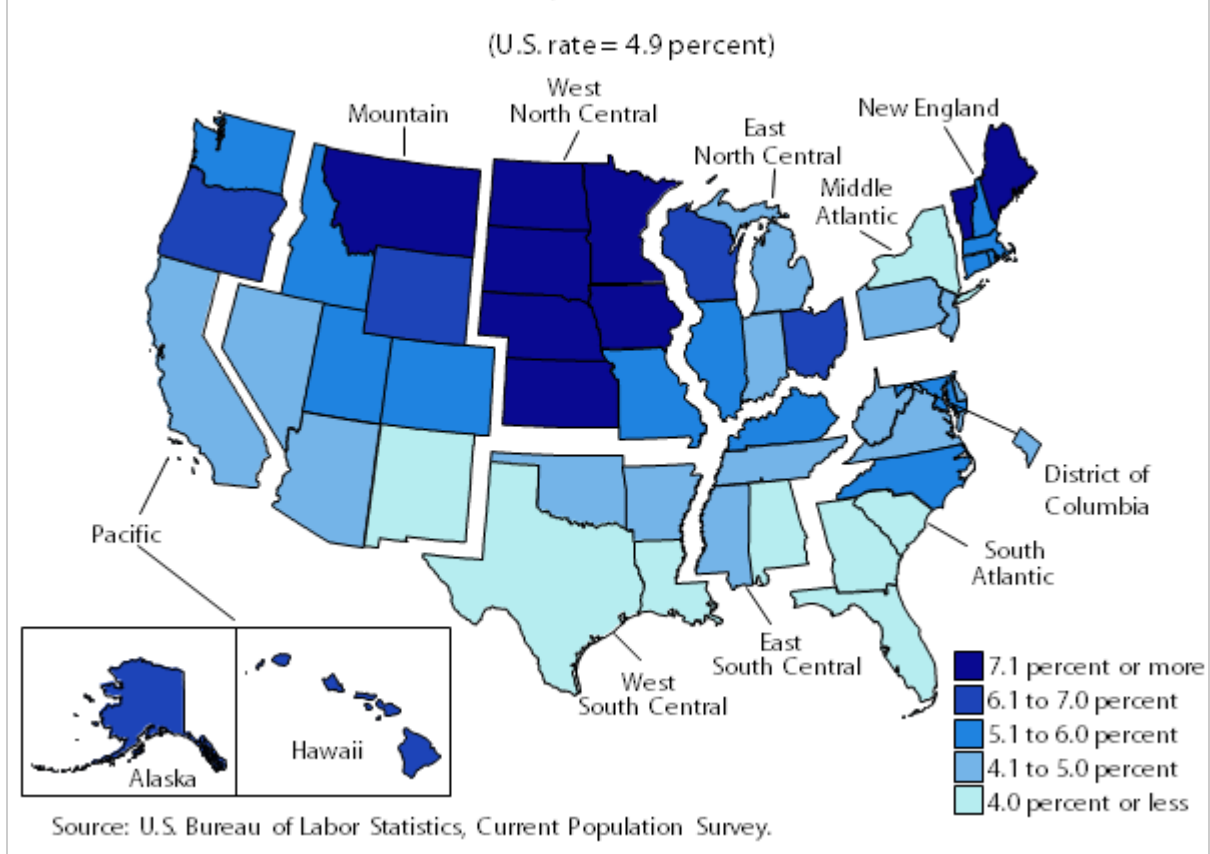 (U.S. rate = 4.9 percent)
West
North Central
Mountain
New England
East
North Central
Middle
Atlantic
District of
Columbia
Pacific
South
Atlantic
East
South Central
West
South Central
Alaska
Hawaii
7.1 percent or more
6.1 to 7.0 percent
5.1 to 6.0 percent
4.1 to 5.0 percent
4.0 percent or less
Source: U.S. Bureau of Labor Statistics, Current Population Survey.